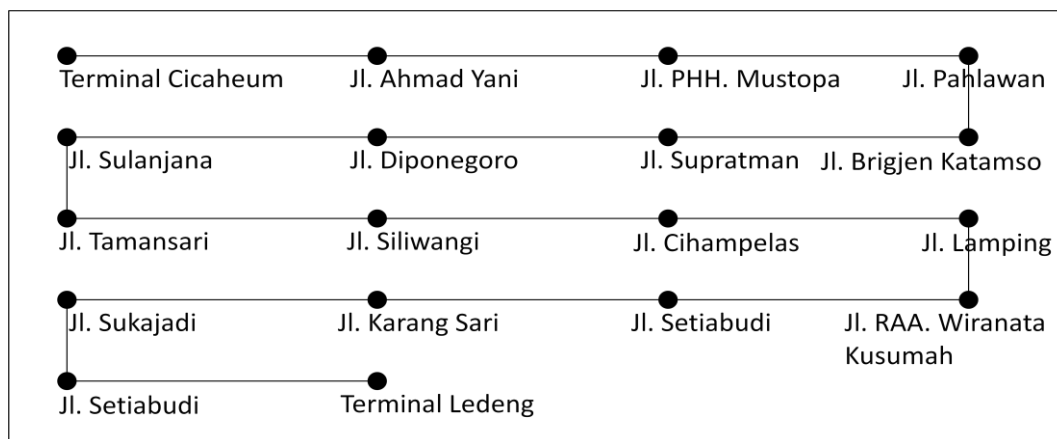 Terminal Cicaheum
Jl. Ahmad Yani
Jl. PHH. Mustopa
Jl. Pahlawan
Jl. Sulanjana
Jl. Diponegoro
Jl. Supratman
Jl. Brigjen Katamso
Jl. Tamansari
Jl. Siliwangi
Jl. Cihampelas
Jl. Lamping
Jl. Sukajadi
Jl. Karang Sari
Jl. Setiabudi
Jl. RAA. Wiranata
Kusumah
Jl. Setiabudi
Terminal Ledeng